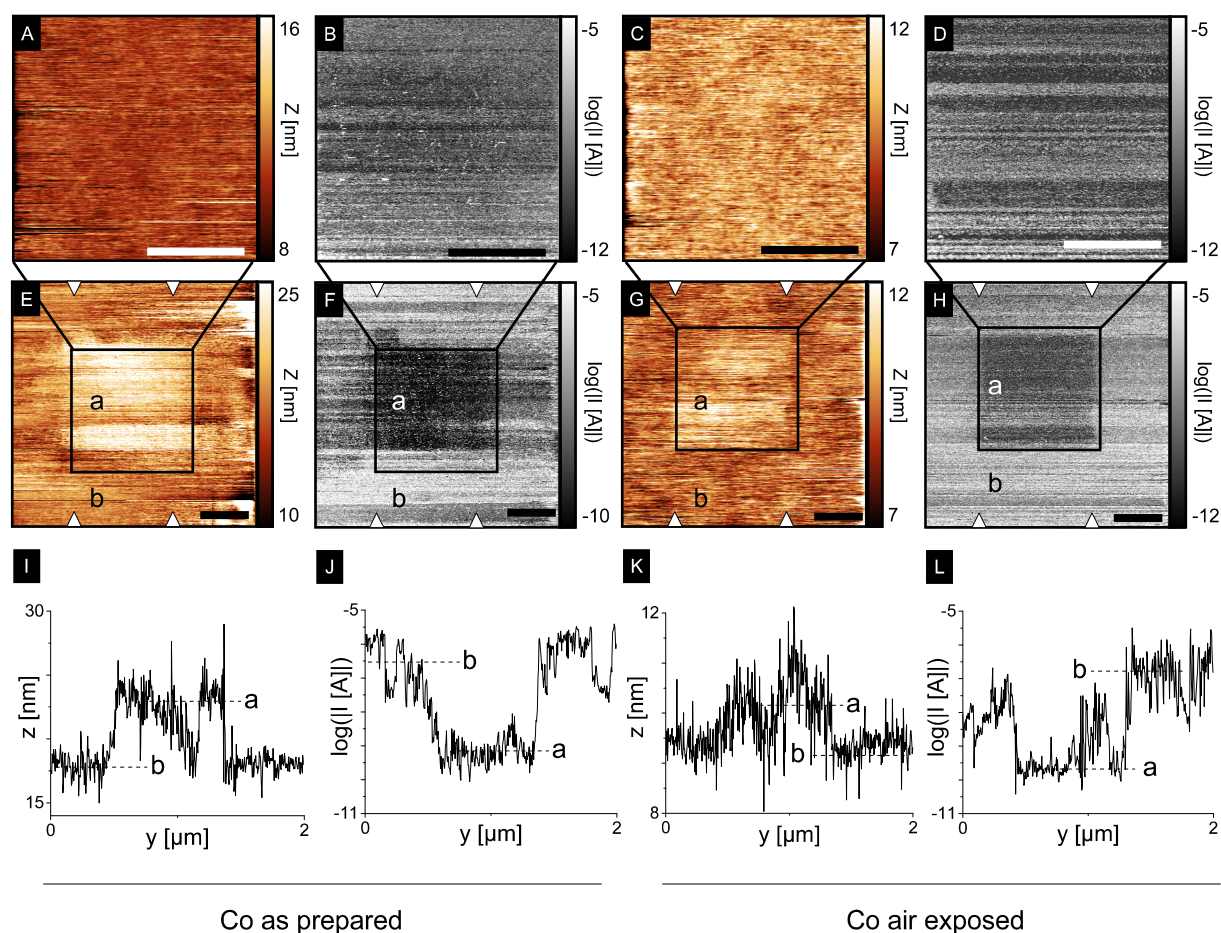 A
16
Z [nm]
8
B
-5
log(|I [A]|)
-12
C
12
Z [nm]
7
D
-5
log(|I [A]|)
-12
E
a
b
25
Z [nm]
10
F
a
b
-5
log(|I [A]|)
-10
G
a
b
12
Z [nm]
7
H
a
b
-5
log(|I [A]|)
-12
I
30
z [nm]
15
a
b
0
2
y [µm]
J
-5
log(|I [A]|)
-11
b
a
0
2
y [µm]
K
12
z [nm]
8
a
b
0
2
y [µm]
L
-5
log(|I [A]|)
-11
b
a
0
2
y [µm]
Co as prepared
Co air exposed